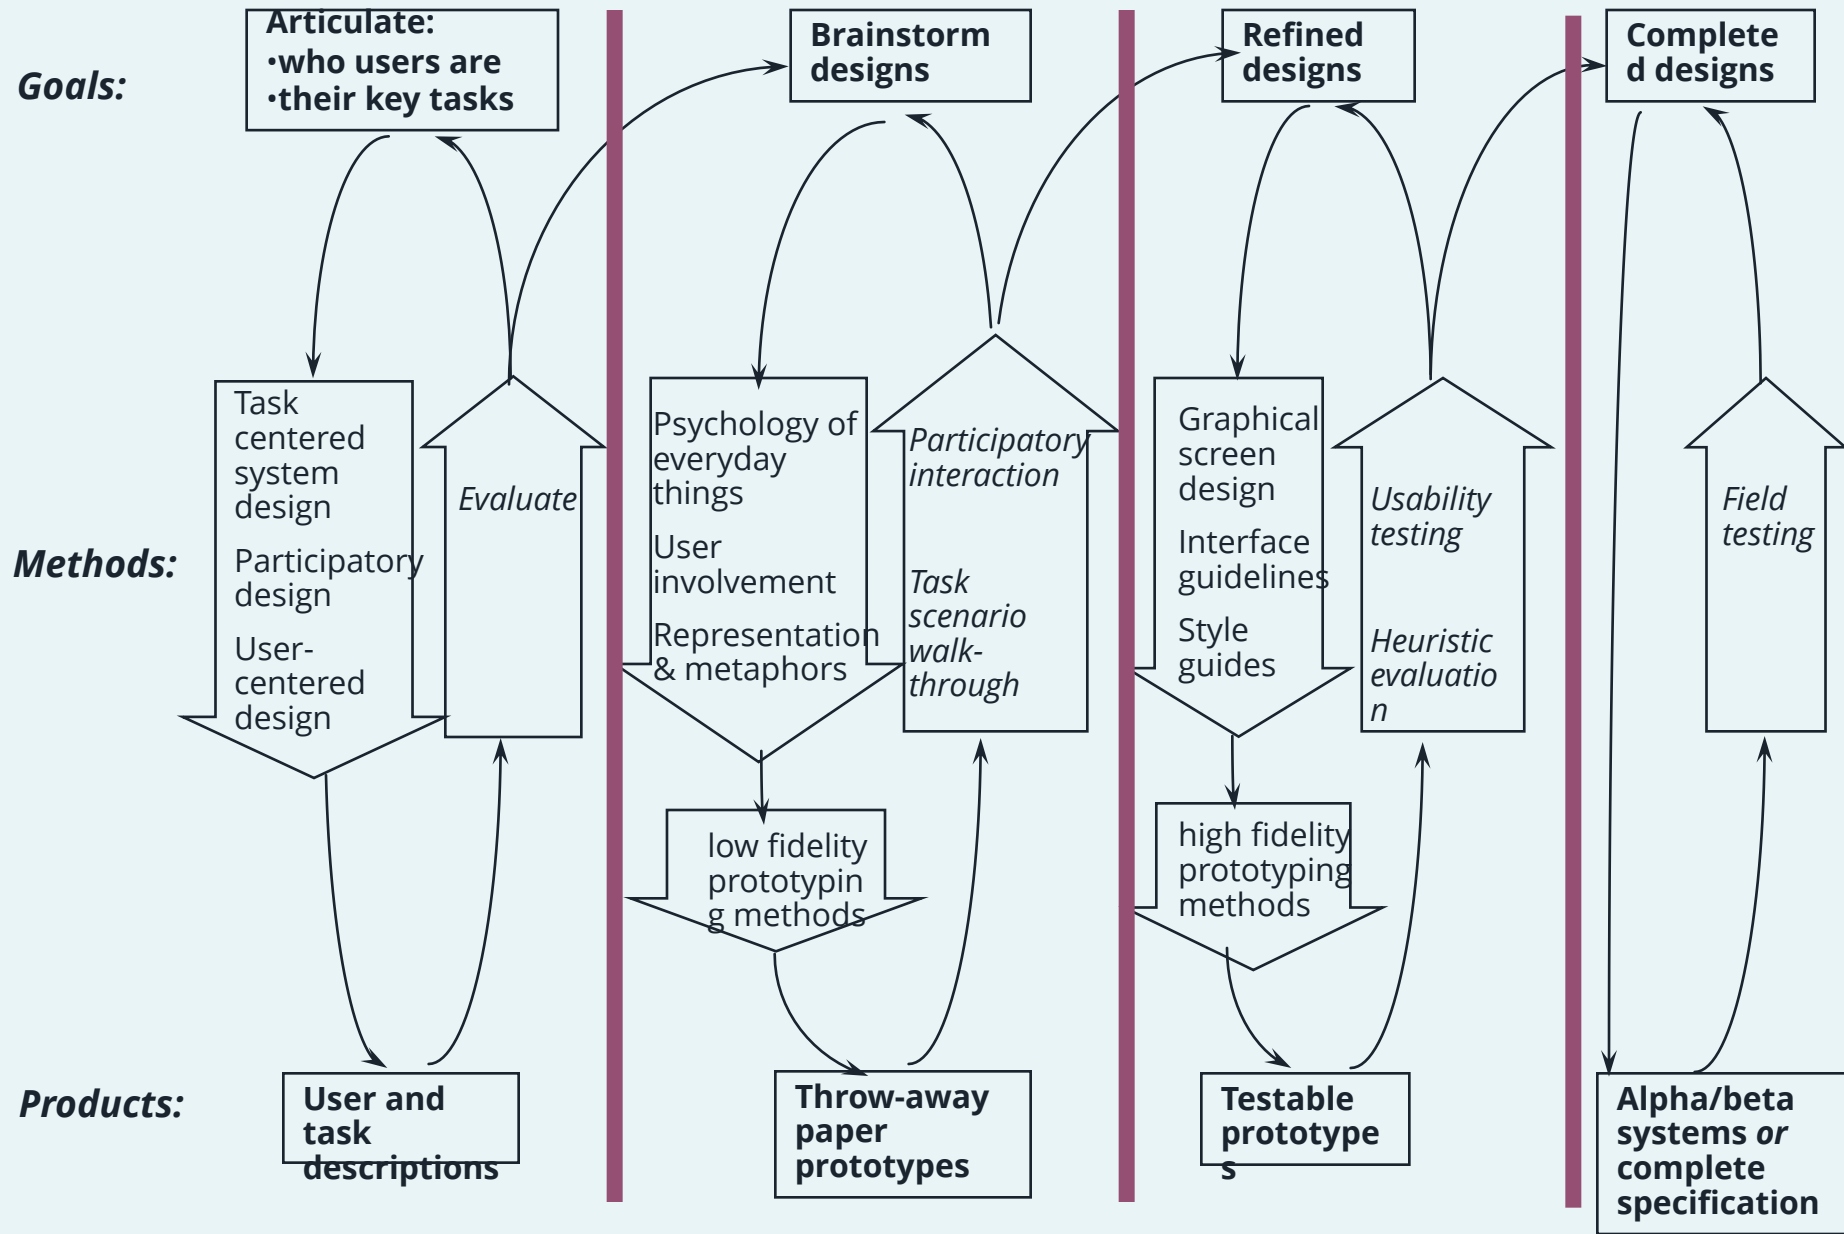 Goals:
Articulate:
•who users are
•their key tasks
Brainstorm
designs
Refined
designs
Complete
d designs
Methods:
Task
centered
system
design
Participatory
design
User-
centered
design
Evaluate
Psychology of
everyday
things
User
involvement
Representation
& metaphors
Participatory
interaction
Task
scenario
walk-
through
Graphical
screen
design
Interface
guidelines
Style
guides
Usability
testing
Heuristic
evaluatio
n
Field
testing
low fidelity
prototypin
g methods
high fidelity
prototyping
methods
Products:
User and
task
descriptions
Throw-away
paper
prototypes
Testable
prototype
s
Alpha/beta
systems or
complete
specification